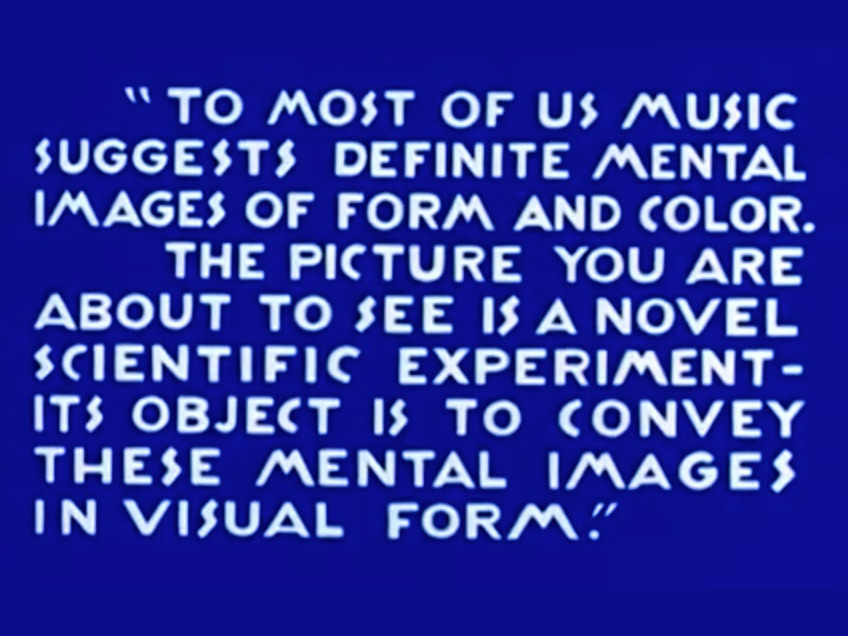 “TO MOST OF US MUSIC
SUGGESTS DEFINITE MENTAL
IMAGES OF FORM AND COLOR.
THE PICTURE YOU ARE
ABOUT TO SEE IS A NOVEL
SCIENTIFIC EXPERIMENT-
ITS OBJECT IS TO CONVEY
THESE MENTAL IMAGES
IN VISUAL FORM.”